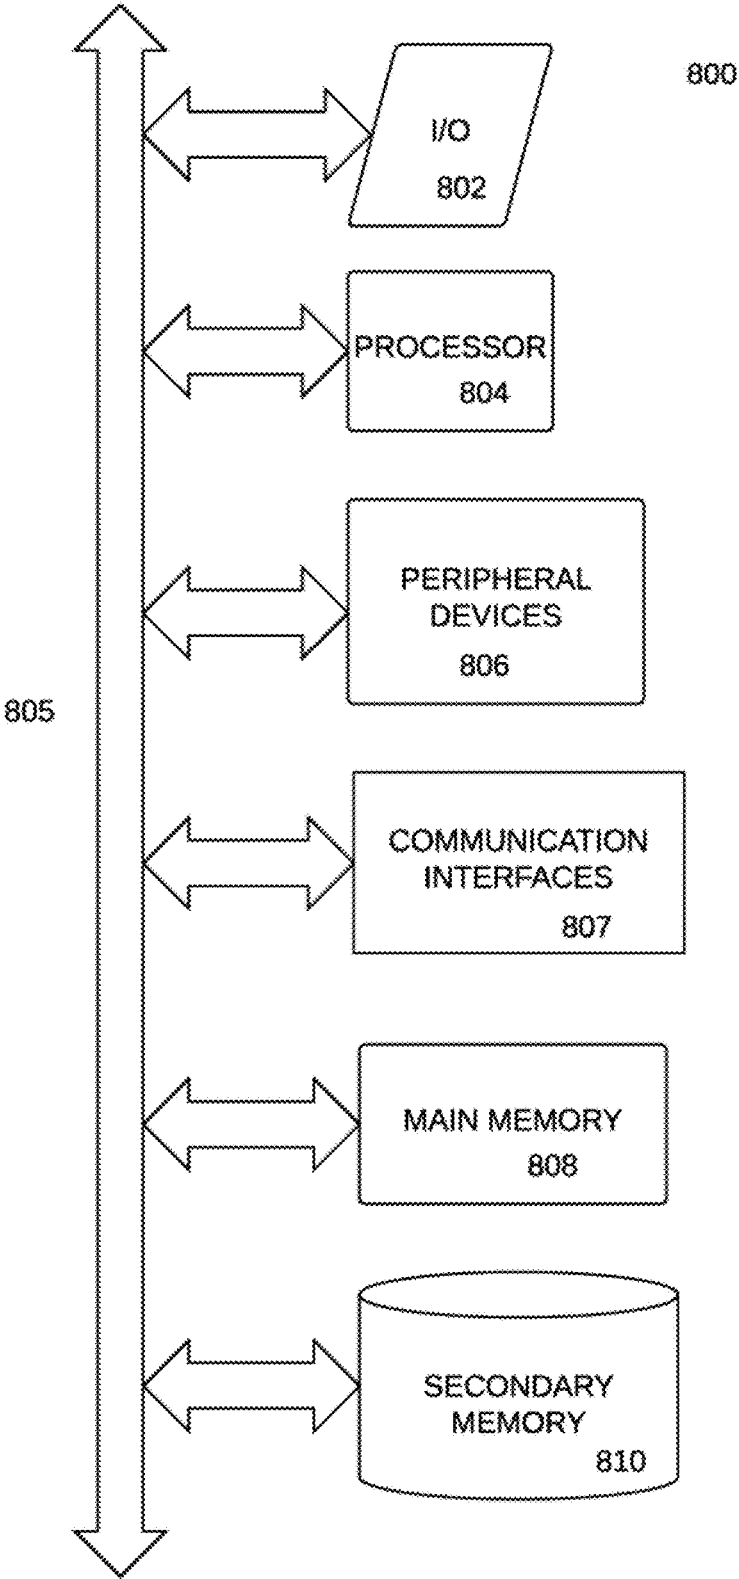 800
I/O
802
PROCESSOR
804
PERIPHERAL
DEVICES
806
805
COMMUNICATION
INTERFACES
807
MAIN MEMORY
808
SECONDARY
MEMORY
810